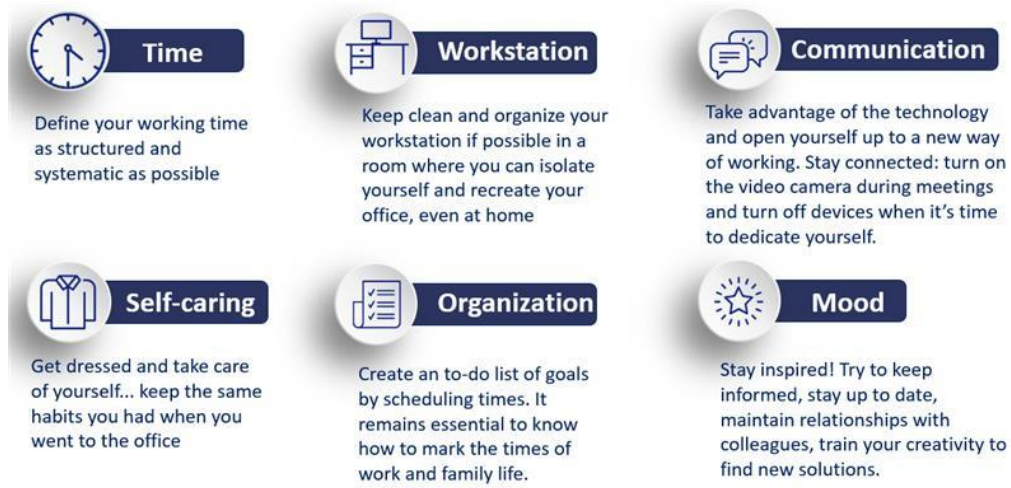 Time
Define your working time
as structured and
systematic as possible
Workstation
Keep clean and organize your
workstation if possible in a
room where you can isolate
yourself and recreate your
office, even at home
Communication
Take advantage of the technology
and open yourself up to a new way
of working. Stay connected: turn on
the video camera during meetings
and turn off devices when it’s time
to dedicate yourself.
Self-caring
Get dressed and take care
of yourself... keep the same
habits you had when you
went to the office
Organization
Create an to-do list of goals
by scheduling times. It
remains essential to know
how to mark the times of
work and family life.
Mood
Stay inspired! Try to keep
informed, stay up to date,
maintain relationships with
colleagues, train your creativity to
find new solutions.